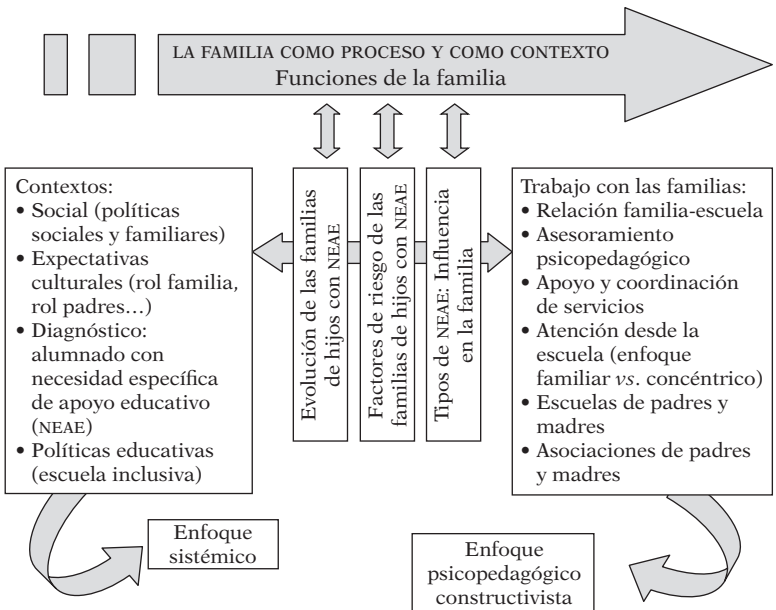 LA FAMILIA COMO PROCESO Y COMO CONTEXTO
Funciones de la familia
Contextos:
• Social (políticas
sociales y familiares)
• Expectativas
culturales (rol familia,
rol padres…)
• Diagnóstico:
alumnado con
necesidad específica
de apoyo educativo
(NEAE)
• Políticas educativas
(escuela inclusiva)
Evolución de las familias
de hijos con NEAE
Factores de riesgo de las
familias de hijos con NEAE
Tipos de NEAE: Influencia
en la familia
Trabajo con las familias:
• Relación familia-escuela
• Asesoramiento
psicopedagógico
• Apoyo y coordinación
de servicios
• Atención desde la
escuela (enfoque
familiar vs. concéntrico)
• Escuelas de padres y
madres
• Asociaciones de padres
y madres
Enfoque
sistémico
Enfoque
psicopedagógico
constructivista